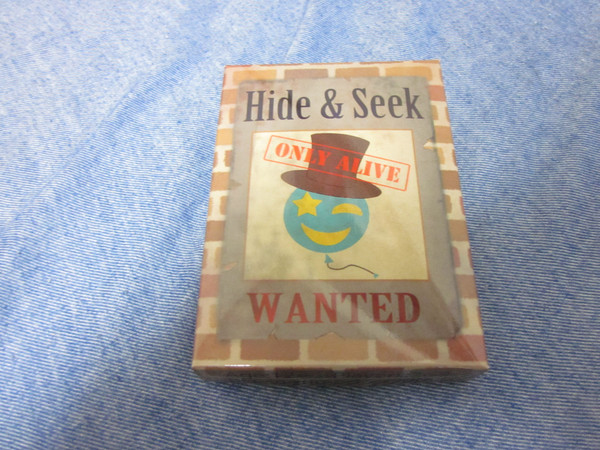 Hide & Seek
ONLY ALIVE
WANTED